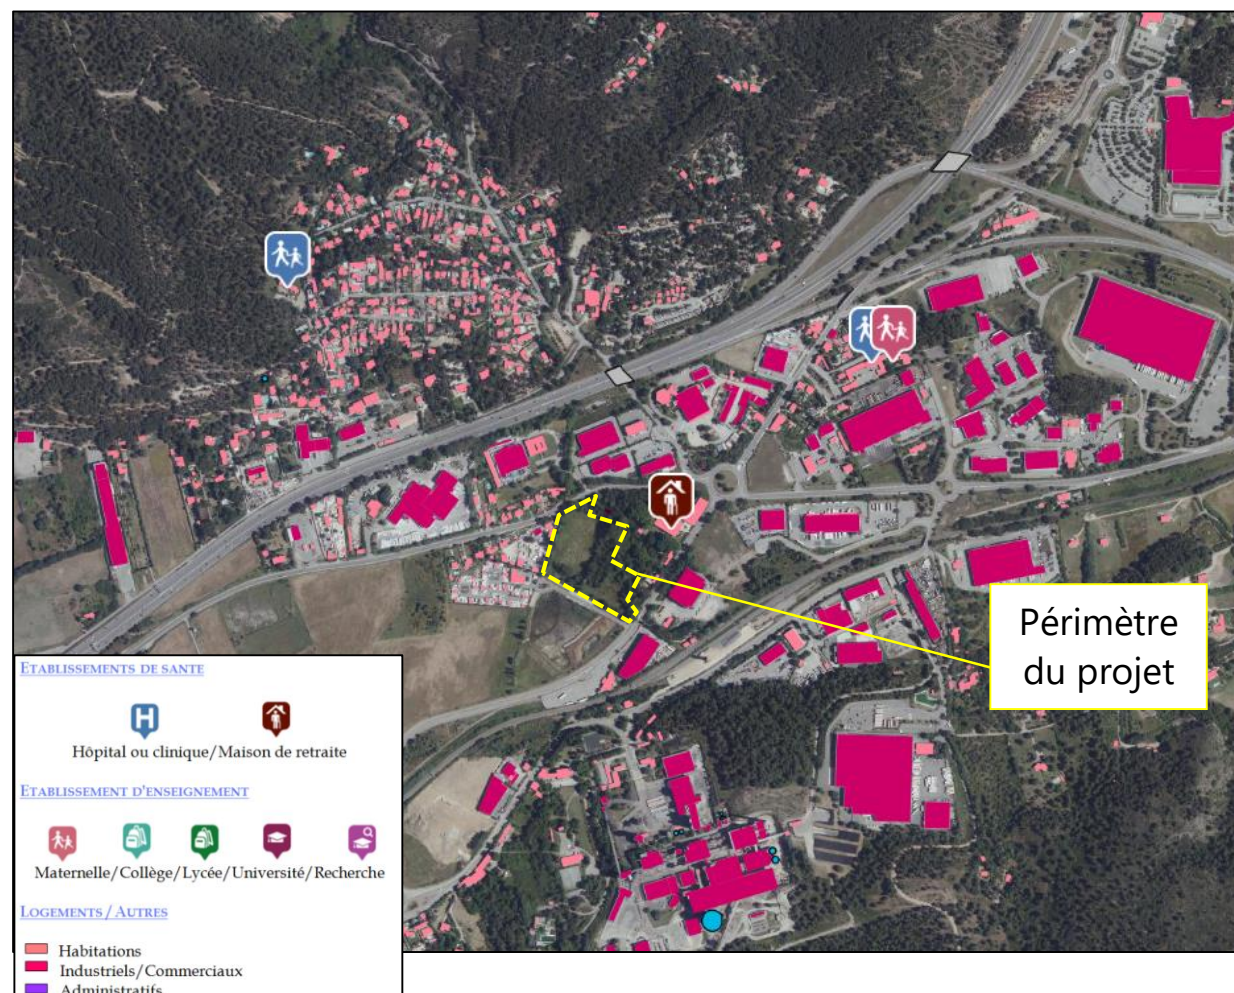 Périmètre
du projet
ETABLISSEMENTS DE SANTE
H
Hôpital ou clinique/Maison de retraite
ETABLISSEMENT D'ENSEIGNEMENT
Maternelle/Collège/Lycée/Université/Recherche
LOGEMENTS / AUTRES
Habitations
Industriels/Commerciaux
Administratifs